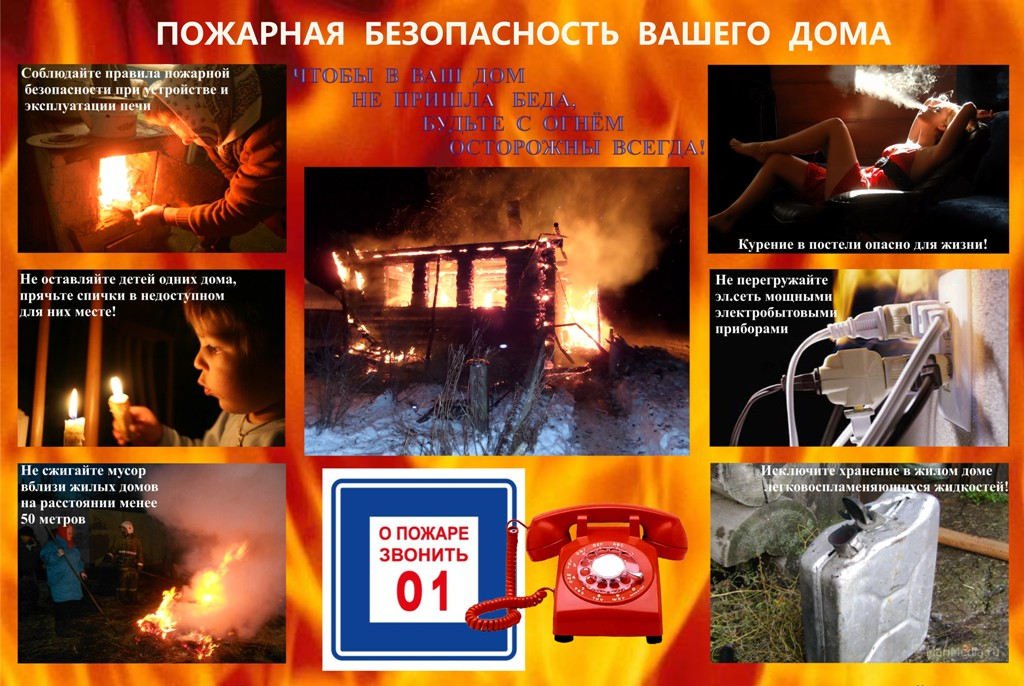 ПОЖАРНАЯ БЕЗОПАСНОСТЬ ВАШЕГО ДОМА
Соблюдайте правила пожарной
безопасности при устройстве и
эксплуатации печи
ЧТОБЫ В ВАШ ДОМ
НЕ ПРИШЛА БЕДА,
БУДЬТЕ С ОГНЁМ
ОСТОРОЖНЫ ВСЕГДА!
Курение в постели опасно для жизни!
Не оставляйте детей одних дома,
прячьте спички в недоступном
для них месте!
Не перегружайте
эл.сеть мощными
электробытовыми
приборами
Не сжигайте мусор
вблизи жилых домов
на расстоянии менее
50 метров
О ПОЖАРЕ
ЗВОНИТЬ
01
Исключите хранение в жилом доме
легковоспламеняющихся жидкостей!
MariMedia.ru